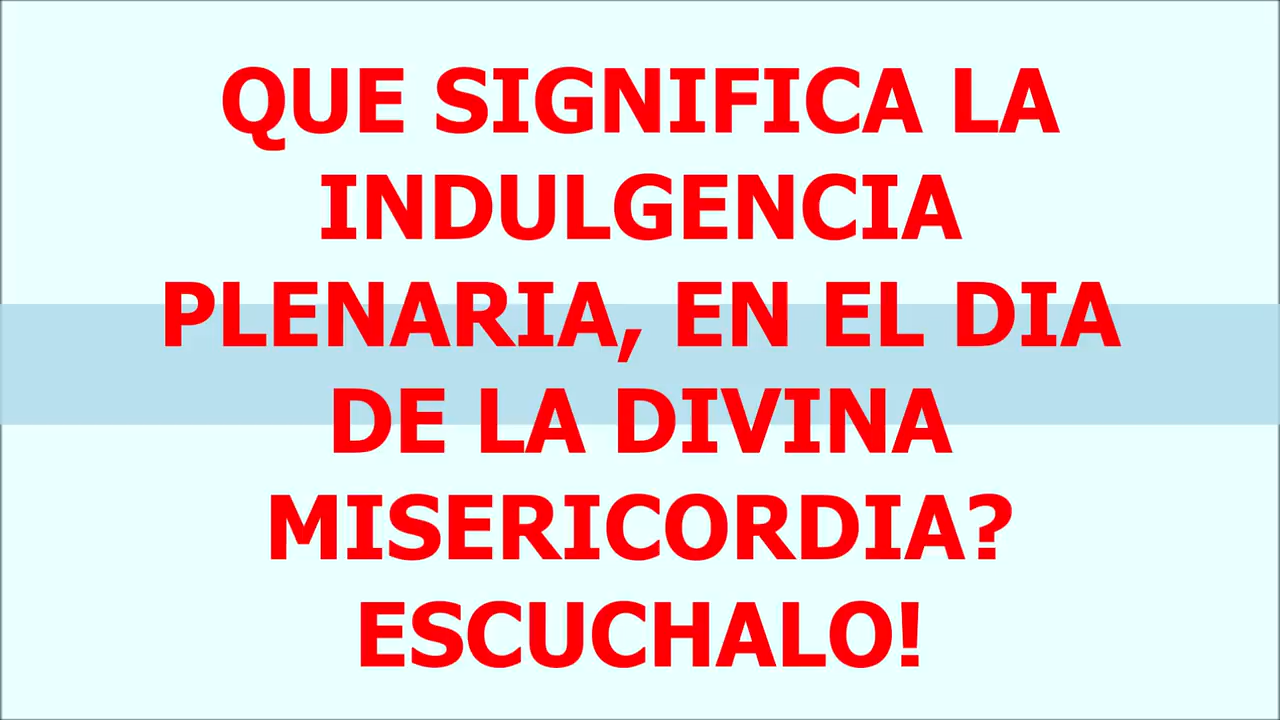 QUE SIGNIFICA LA
INDULGENCIA
PLENARIA, EN EL DIA
DE LA DIVINA
MISERICORDIA?
ESCUCHALO!